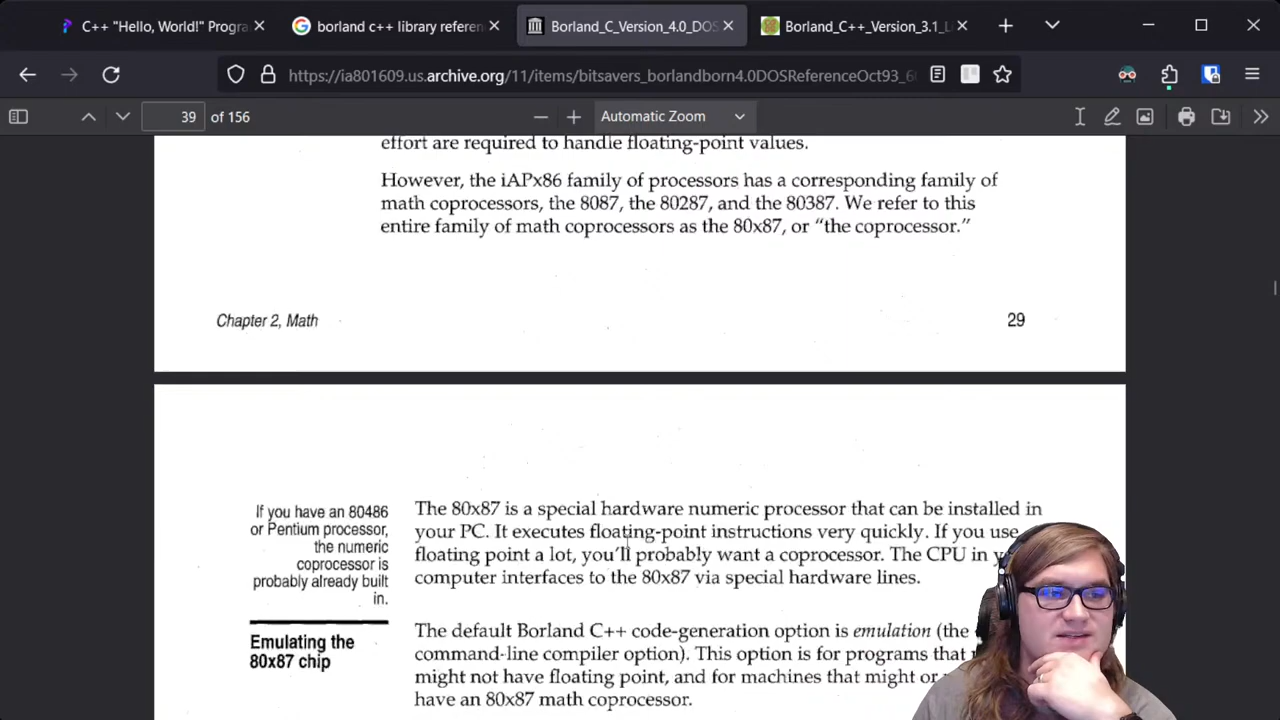 C++ "Hello, World!" Progra
borland c++ library referen
Borland_C_Version_4.0_DOS
Borland_C++_Version_3.1_Li
https://ia801609.us.archive.org/11/items/bitsavers_borlandborn4.0DOSReferenceOct93_6
39 of 156
Automatic Zoom
effort are required to handle floating-point values.
However, the iAPx86 family of processors has a corresponding family of
math coprocessors, the 8087, the 80287, and the 80387. We refer to this
entire family of math coprocessors as the 80x87, or "the coprocessor."
Chapter 2, Math
29
If you have an 80486
or Pentium processor,
the numeric
coprocessor is
probably already built
in.
The 80x87 is a special hardware numeric processor that can be installed in
your PC. It executes floating-point instructions very quickly. If you use
floating point a lot, you'll probably want a coprocessor. The CPU in
computer interfaces to the 80x87 via special hardware lines.
Emulating the
80x87 chip
The default Borland C++ code-generation option is emulation (the
command-line compiler option). This option is for programs that
might not have floating point, and for machines that might or
have an 80x87 math coprocessor.